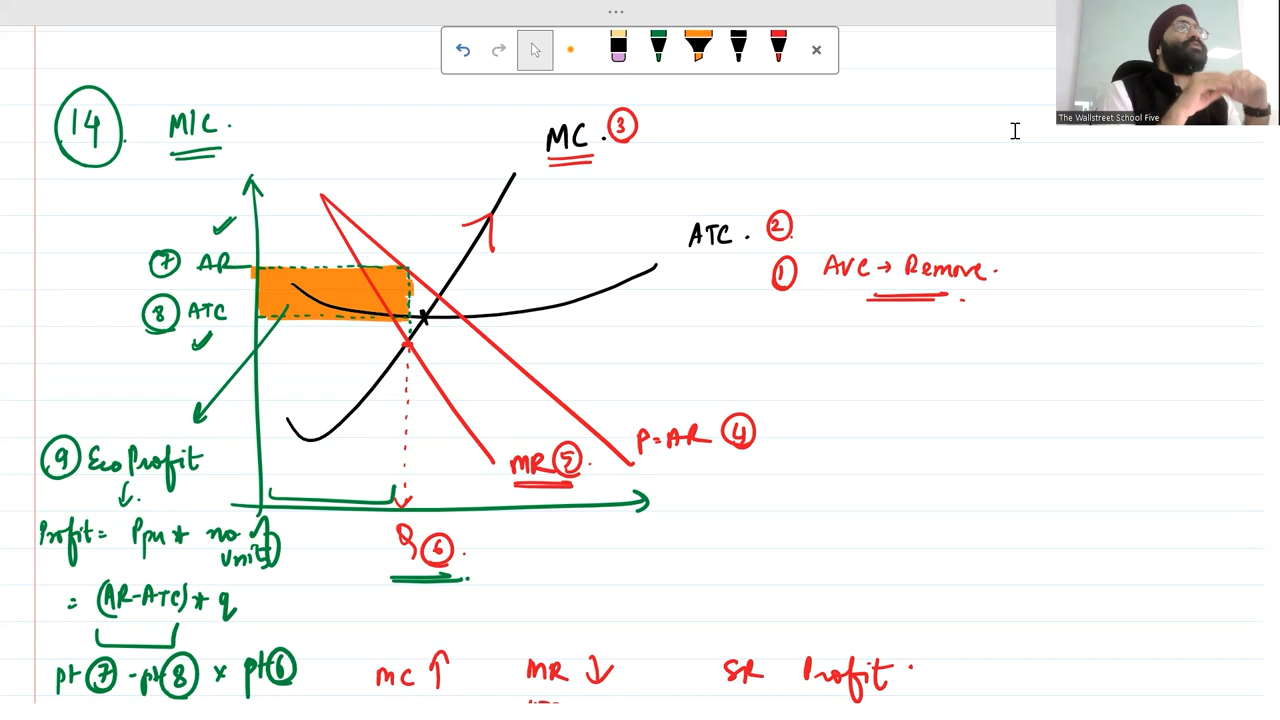 The Wallstreet School Five
14. M/C.
MC. 3
ATC. 2
1 AVC → Remove.
7 AR
8 ATC
P=AR 4
MR 5.
9 Eco Profit
Profit = Ppu * no of units
Q 6.
= (AR-ATC) * q
pt 7 - pt 8 × pt 6
MC ↑ MR ↓ SR Profit.